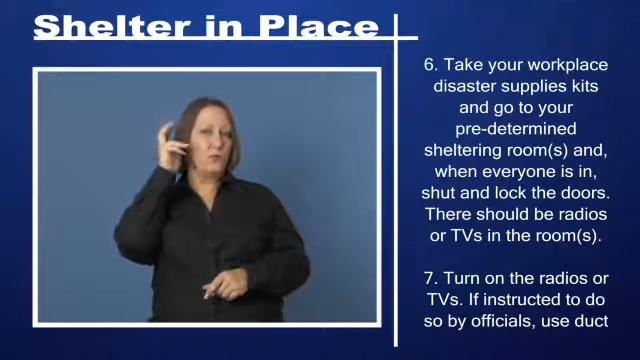 Shelter in Place
6. Take your workplace
disaster supplies kits
and go to your
pre-determined
sheltering room(s) and,
when everyone is in,
shut and lock the doors.
There should be radios
or TVs in the room(s).
7. Turn on the radios or
TVs. If instructed to do
so by officials, use duct